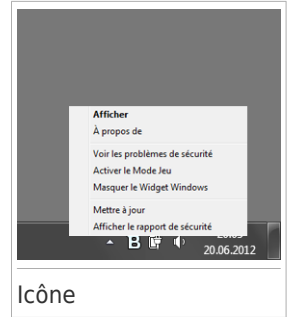 Afficher
À propos de
Voir les problèmes de sécurité
Activer le Mode Jeu
Masquer le Widget Windows
Mettre à jour
Afficher le rapport de sécurité
B
20.06.2012
Icône